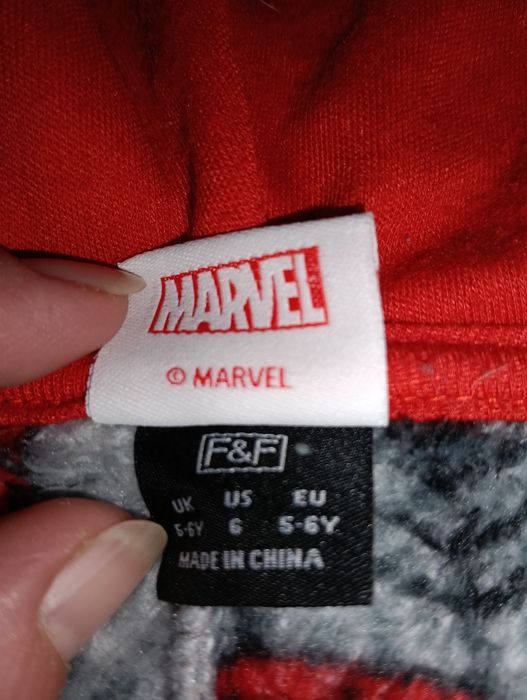 MARVEL
© MARVEL
F&F
UK US EU
5-6Y 6 5-6Y
MADE IN CHINA